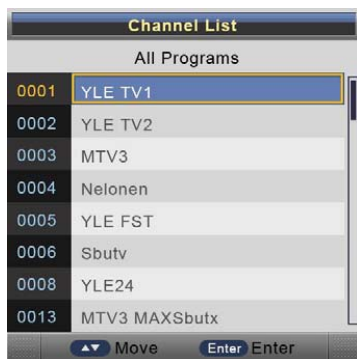 Channel List
All Programs
0001 YLE TV1
0002 YLE TV2
0003 MTV3
0004 Nelonen
0005 YLE FST
0006 Sbutv
0008 YLE24
0013 MTV3 MAXSbutx
Move Enter Enter